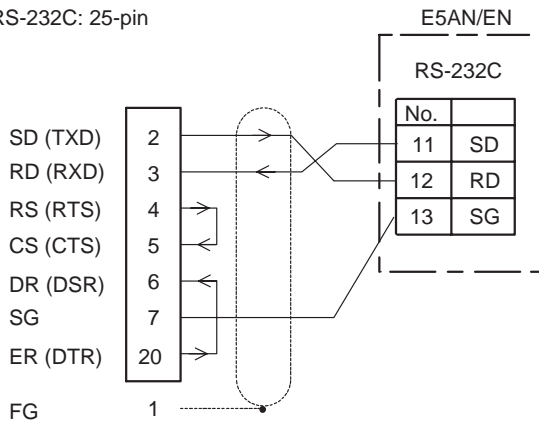 RS-232C: 25-pin
E5AN/EN
RS-232C
No.
SD (TXD) 2
11 SD
RD (RXD) 3
12 RD
RS (RTS) 4
13 SG
CS (CTS) 5
DR (DSR) 6
SG 7
ER (DTR) 20
FG 1